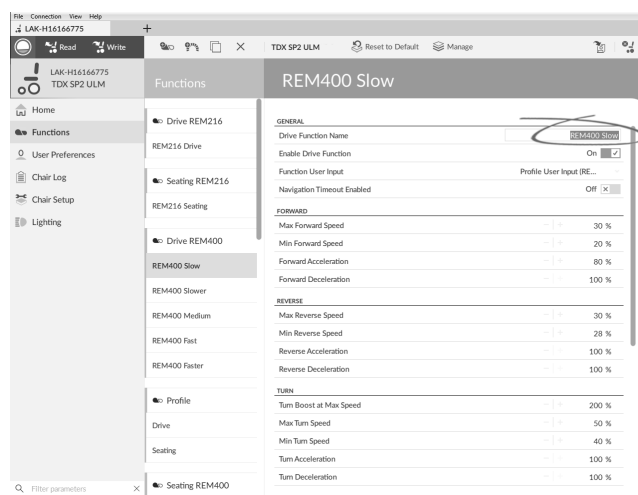 File Connection View Help
LAK-H16166775 +
Read Write TDX SP2 ULM Reset to Default Manage
LAK-H16166775
TDX SP2 ULM
Home
Functions
User Preferences
Chair Log
Chair Setup
Lighting
Filter parameters
Functions
Drive REM216
REM216 Drive
Seating REM216
REM216 Seating
Drive REM400
REM400 Slow
REM400 Slower
REM400 Medium
REM400 Fast
REM400 Faster
Profile
Drive
Seating
Seating REM400
REM400 Slow
GENERAL
Drive Function Name REM400 Slow
Enable Drive Function On
Function User Input Profile User Input (RE...
Navigation Timeout Enabled Off
FORWARD
Max Forward Speed - + 30 %
Min Forward Speed - + 20 %
Forward Acceleration - + 80 %
Forward Deceleration - + 100 %
REVERSE
Max Reverse Speed - + 30 %
Min Reverse Speed - + 28 %
Reverse Acceleration - + 100 %
Reverse Deceleration - + 100 %
TURN
Turn Boost at Max Speed - + 200 %
Max Turn Speed - + 50 %
Min Turn Speed - + 40 %
Turn Acceleration - + 100 %
Turn Deceleration - + 100 %